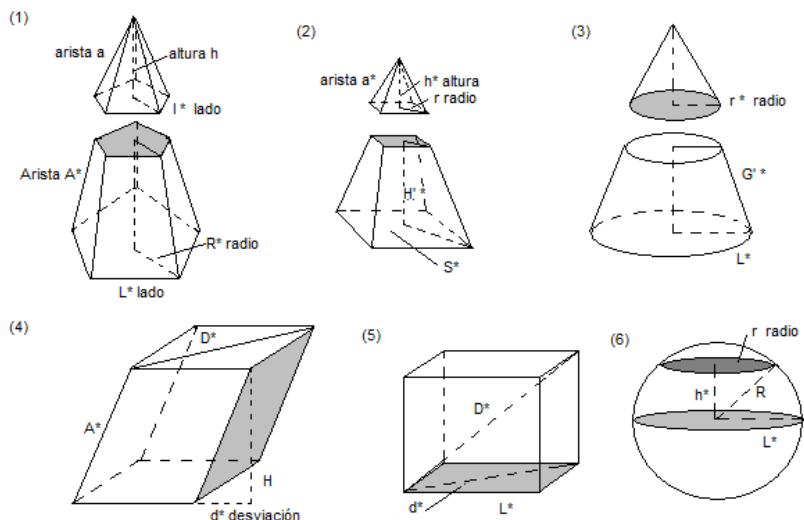 (1)
arista a
altura h
l * lado
Arista A*
R* radio
L* lado
(2)
arista a*
h* altura
r radio
H' *
S*
(3)
r * radio
G' *
L*
(4)
D*
A*
H
d* desviación
(5)
D*
d*
L*
(6)
r radio
h*
R
L*